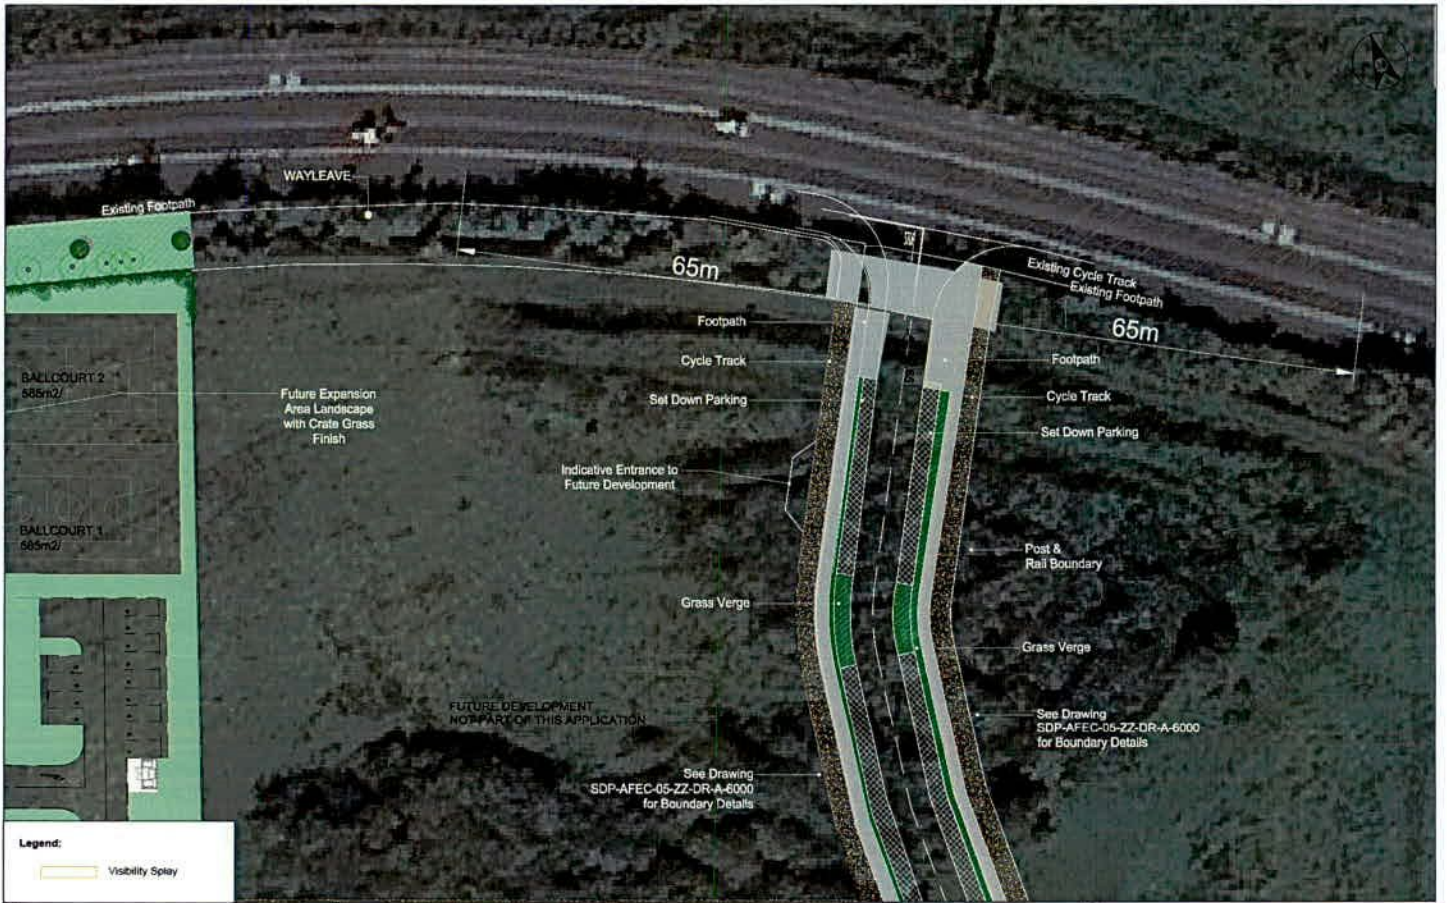 WAYLEAVE
Existing Footpath
65m
Existing Cycle Track
Existing Footpath
65m
Footpath
Cycle Track
Set Down Parking
Footpath
Cycle Track
Set Down Parking
BALLCOURT 2
585m2/
Future Expansion
Area Landscape
with Crate Grass
Finish
Indicative Entrance to
Future Development
BALLCOURT 1
585m2/
Post &
Rail Boundary
Grass Verge
Grass Verge
FUTURE DEVELOPMENT
NOT PART OF THIS APPLICATION
See Drawing
SDP-AFEC-05-ZZ-DR-A-6000
for Boundary Details
See Drawing
SDP-AFEC-05-ZZ-DR-A-6000
for Boundary Details
Legend:
Visibility Splay